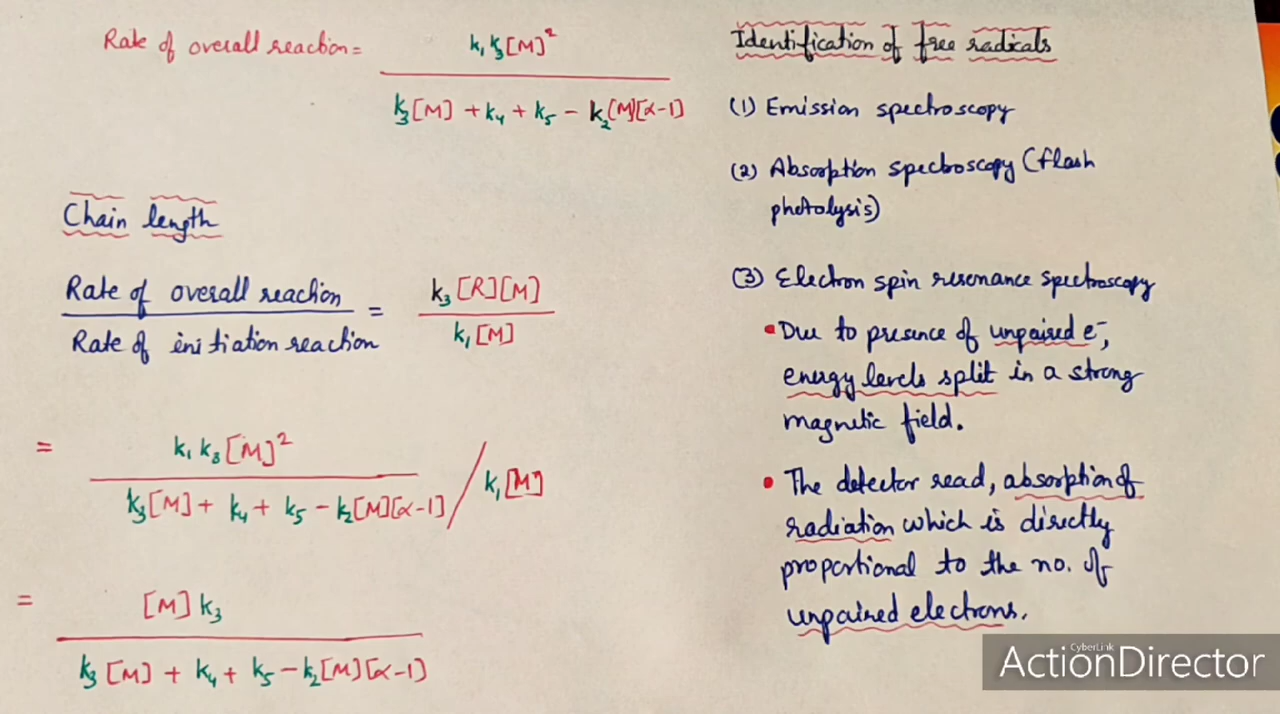 Rate of overall reaction = k₁k₃[M]²
k₃[M] + k₄ + k₅ - k₂[M][α-1]
Chain length
Rate of overall reaction = k₃[R][M]
Rate of initiation reaction k₁[M]
= k₁k₃[M]²
k₃[M] + k₄ + k₅ - k₂[M][α-1] / k₁[M]
= [M]k₃
k₃[M] + k₄ + k₅ - k₂[M][α-1]
Identification of free radicals
(1) Emission spectroscopy
(2) Absorption spectroscopy (flash
photolysis)
(3) Electron spin resonance spectroscopy
• Due to presence of unpaired e⁻,
energy levels split in a strong
magnetic field.
• The detector read, absorption of
radiation which is directly
proportional to the no. of
unpaired electrons.
CyberLink
ActionDirector